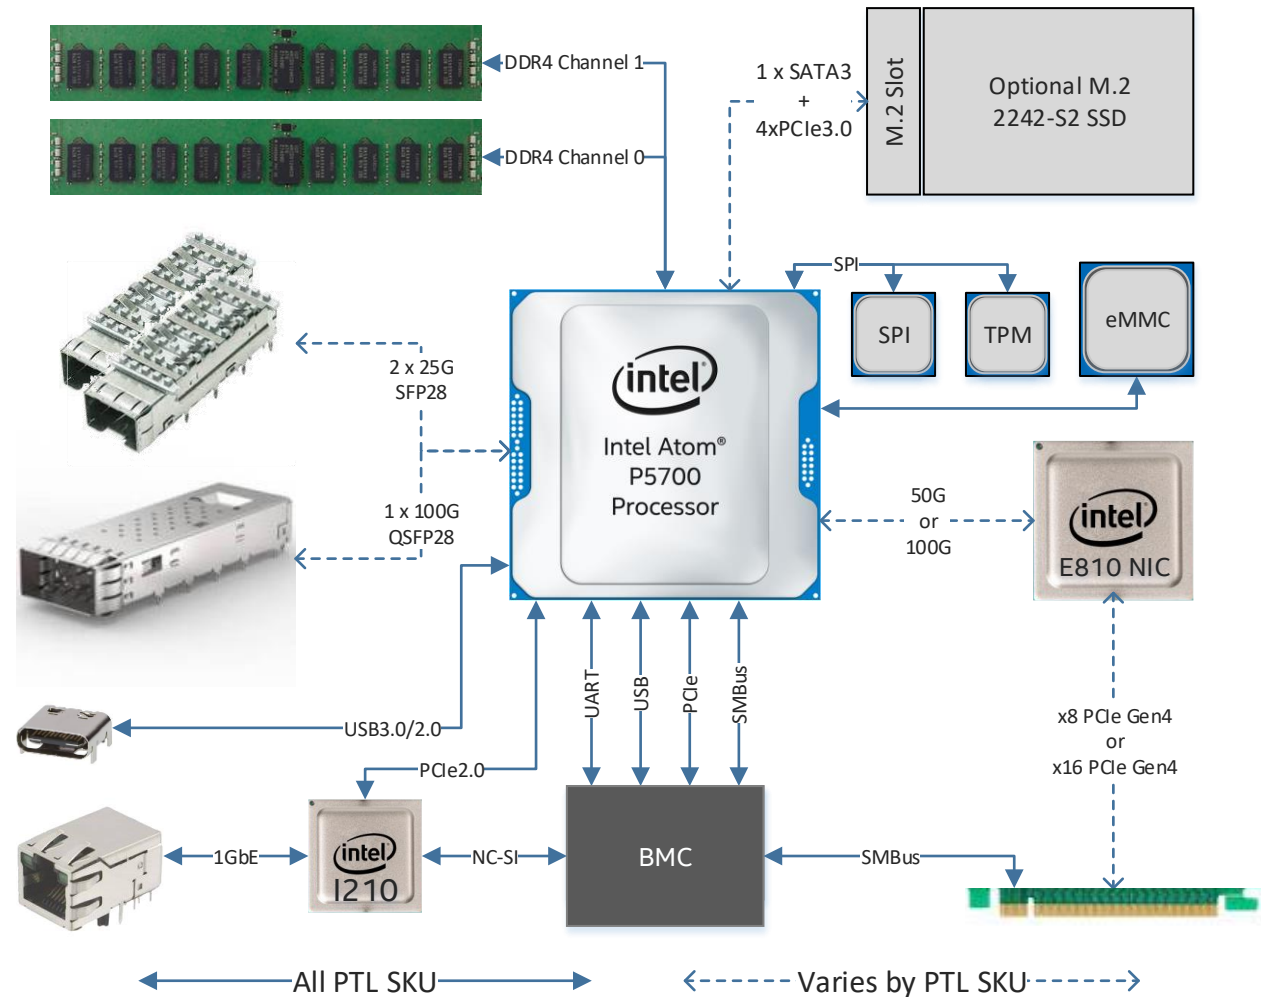 DDR4 Channel 1
DDR4 Channel 0
1 x SATA3
+
4xPCIe3.0
M.2 Slot
Optional M.2
2242-S2 SSD
SPI
SPI
TPM
eMMC
2 x 25G
SFP28
1 x 100G
QSFP28
intel
Intel Atom®
P5700
Processor
50G
or
100G
intel
E810 NIC
USB3.0/2.0
UART
USB
PCIe
SMBus
x8 PCIe Gen4
or
x16 PCIe Gen4
PCIe2.0
1GbE
intel
I210
NC-SI
BMC
SMBus
All PTL SKU
Varies by PTL SKU